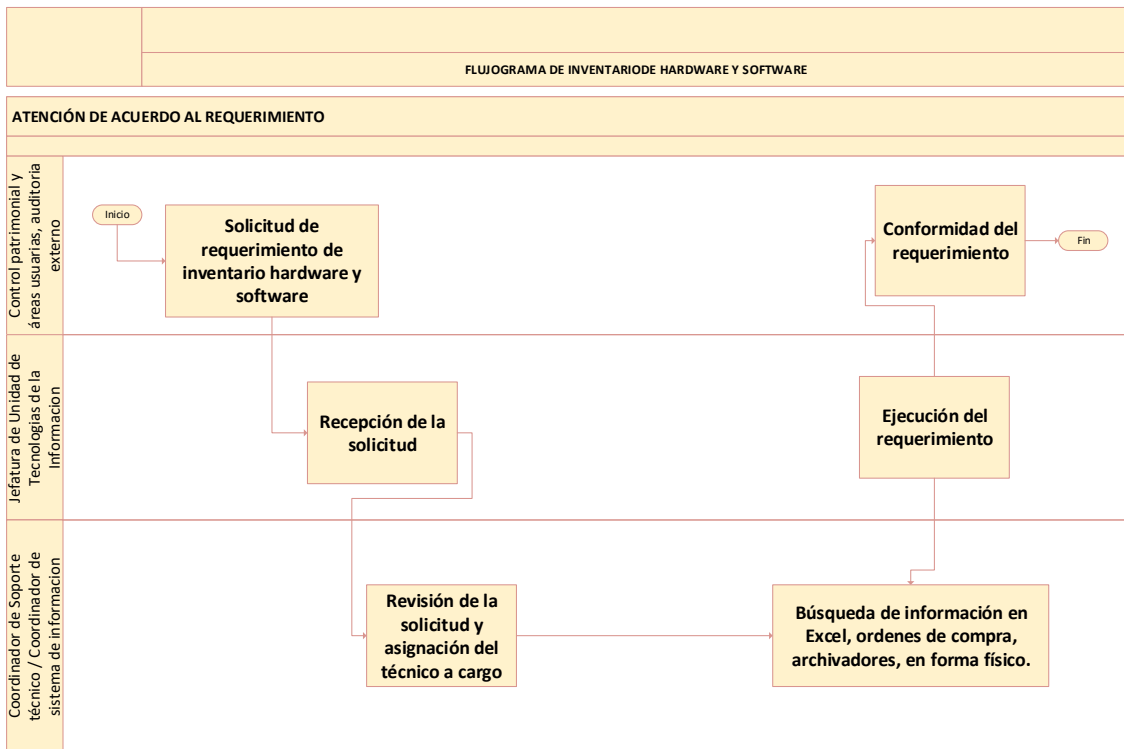 FLUJOGRAMA DE INVENTARIODE HARDWARE Y SOFTWARE
ATENCIÓN DE ACUERDO AL REQUERIMIENTO
Control patrimonial y
áreas usuarias, auditoria
externo
Inicio
Solicitud de
requerimiento de
inventario hardware y
software
Conformidad del
requerimiento
Fin
Jefatura de Unidad de
Tecnologias de la
Informacion
Recepción de la
solicitud
Ejecución del
requerimiento
Coordinador de Soporte
técnico / Coordinador de
sistema de informacion
Revisión de la
solicitud y
asignación del
técnico a cargo
Búsqueda de información en
Excel, ordenes de compra,
archivadores, en forma físico.